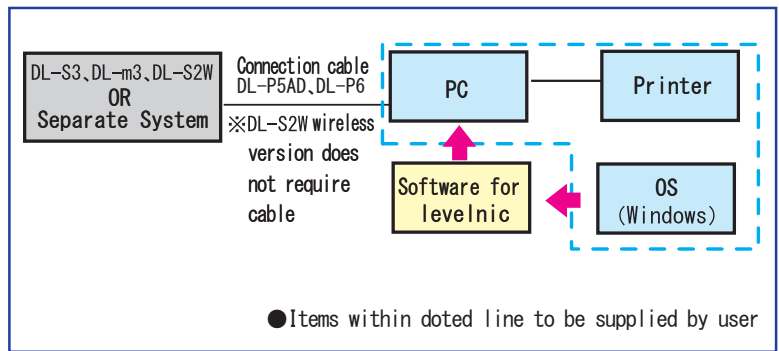 DL-S3、DL-m3、DL-S2W
OR
Separate System
Connection cable
DL-P5AD、DL-P6
※DL-S2W wireless
version does
not require
cable
PC
Printer
Software for
levelnic
OS
(Windows)
●Items within doted line to be supplied by user